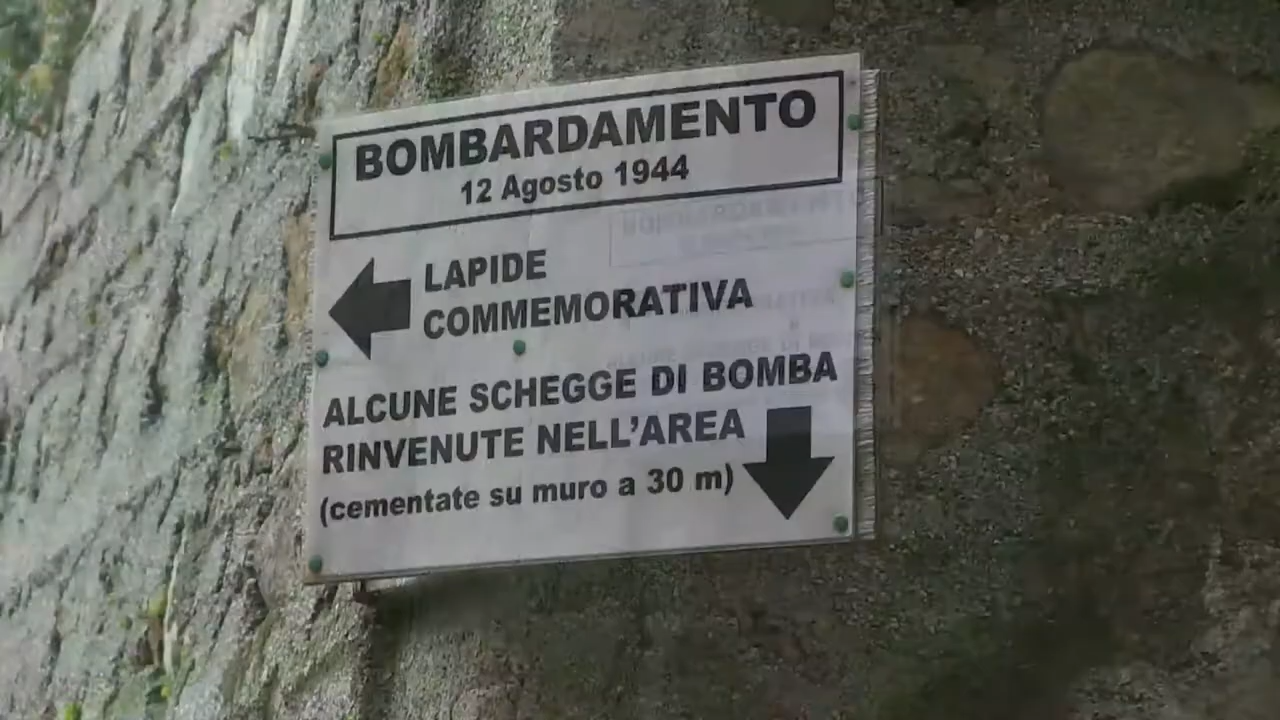 BOMBARDAMENTO
12 Agosto 1944
LAPIDE
COMMEMORATIVA
ALCUNE SCHEGGE DI BOMBA
RINVENUTE NELL'AREA
(cementate su muro a 30 m)